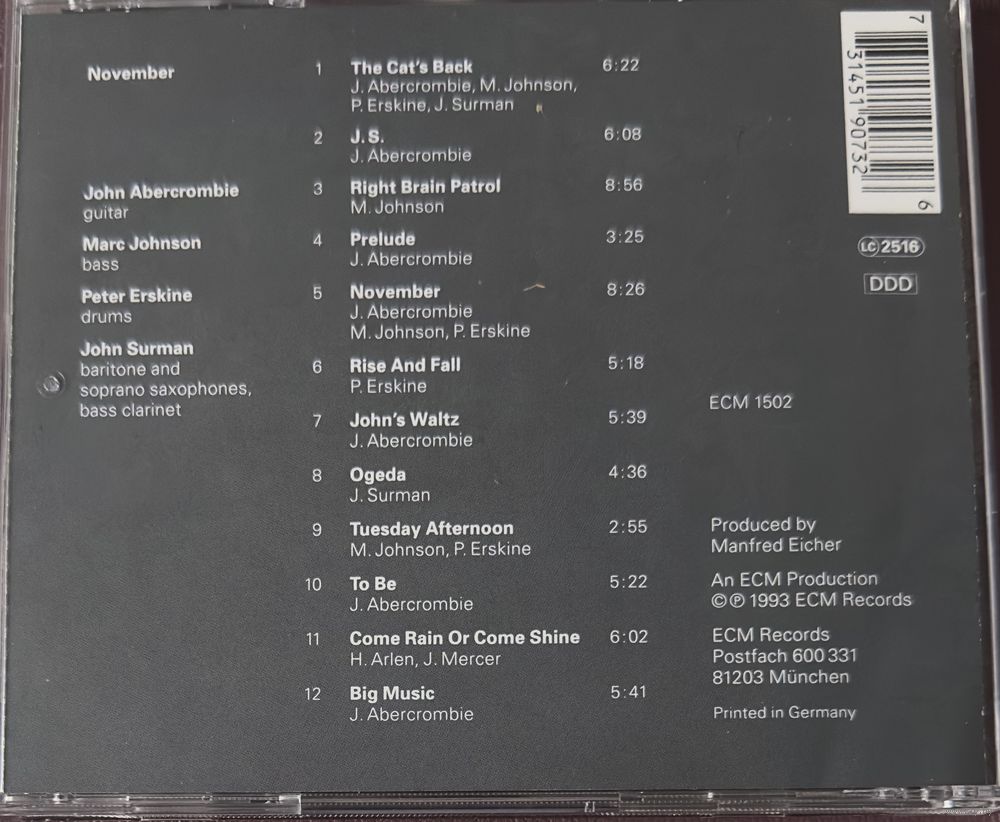 November
John Abercrombie
guitar
Marc Johnson
bass
Peter Erskine
drums
John Surman
baritone and
soprano saxophones,
bass clarinet
1 The Cat's Back 6:22
J. Abercrombie, M. Johnson,
P. Erskine, J. Surman
2 J.S. 6:08
J. Abercrombie
3 Right Brain Patrol 8:56
M. Johnson
4 Prelude 3:25
J. Abercrombie
5 November 8:26
J. Abercrombie
M. Johnson, P. Erskine
6 Rise And Fall 5:18
P. Erskine
7 John's Waltz 5:39
J. Abercrombie
8 Ogeda 4:36
J. Surman
9 Tuesday Afternoon 2:55
M. Johnson, P. Erskine
10 To Be 5:22
J. Abercrombie
11 Come Rain Or Come Shine 6:02
H. Arlen, J. Mercer
12 Big Music 5:41
J. Abercrombie
7 31451 90732 6
LC 2516
DDD
ECM 1502
Produced by
Manfred Eicher
An ECM Production
©℗ 1993 ECM Records
ECM Records
Postfach 600 331
81203 München
Printed in Germany